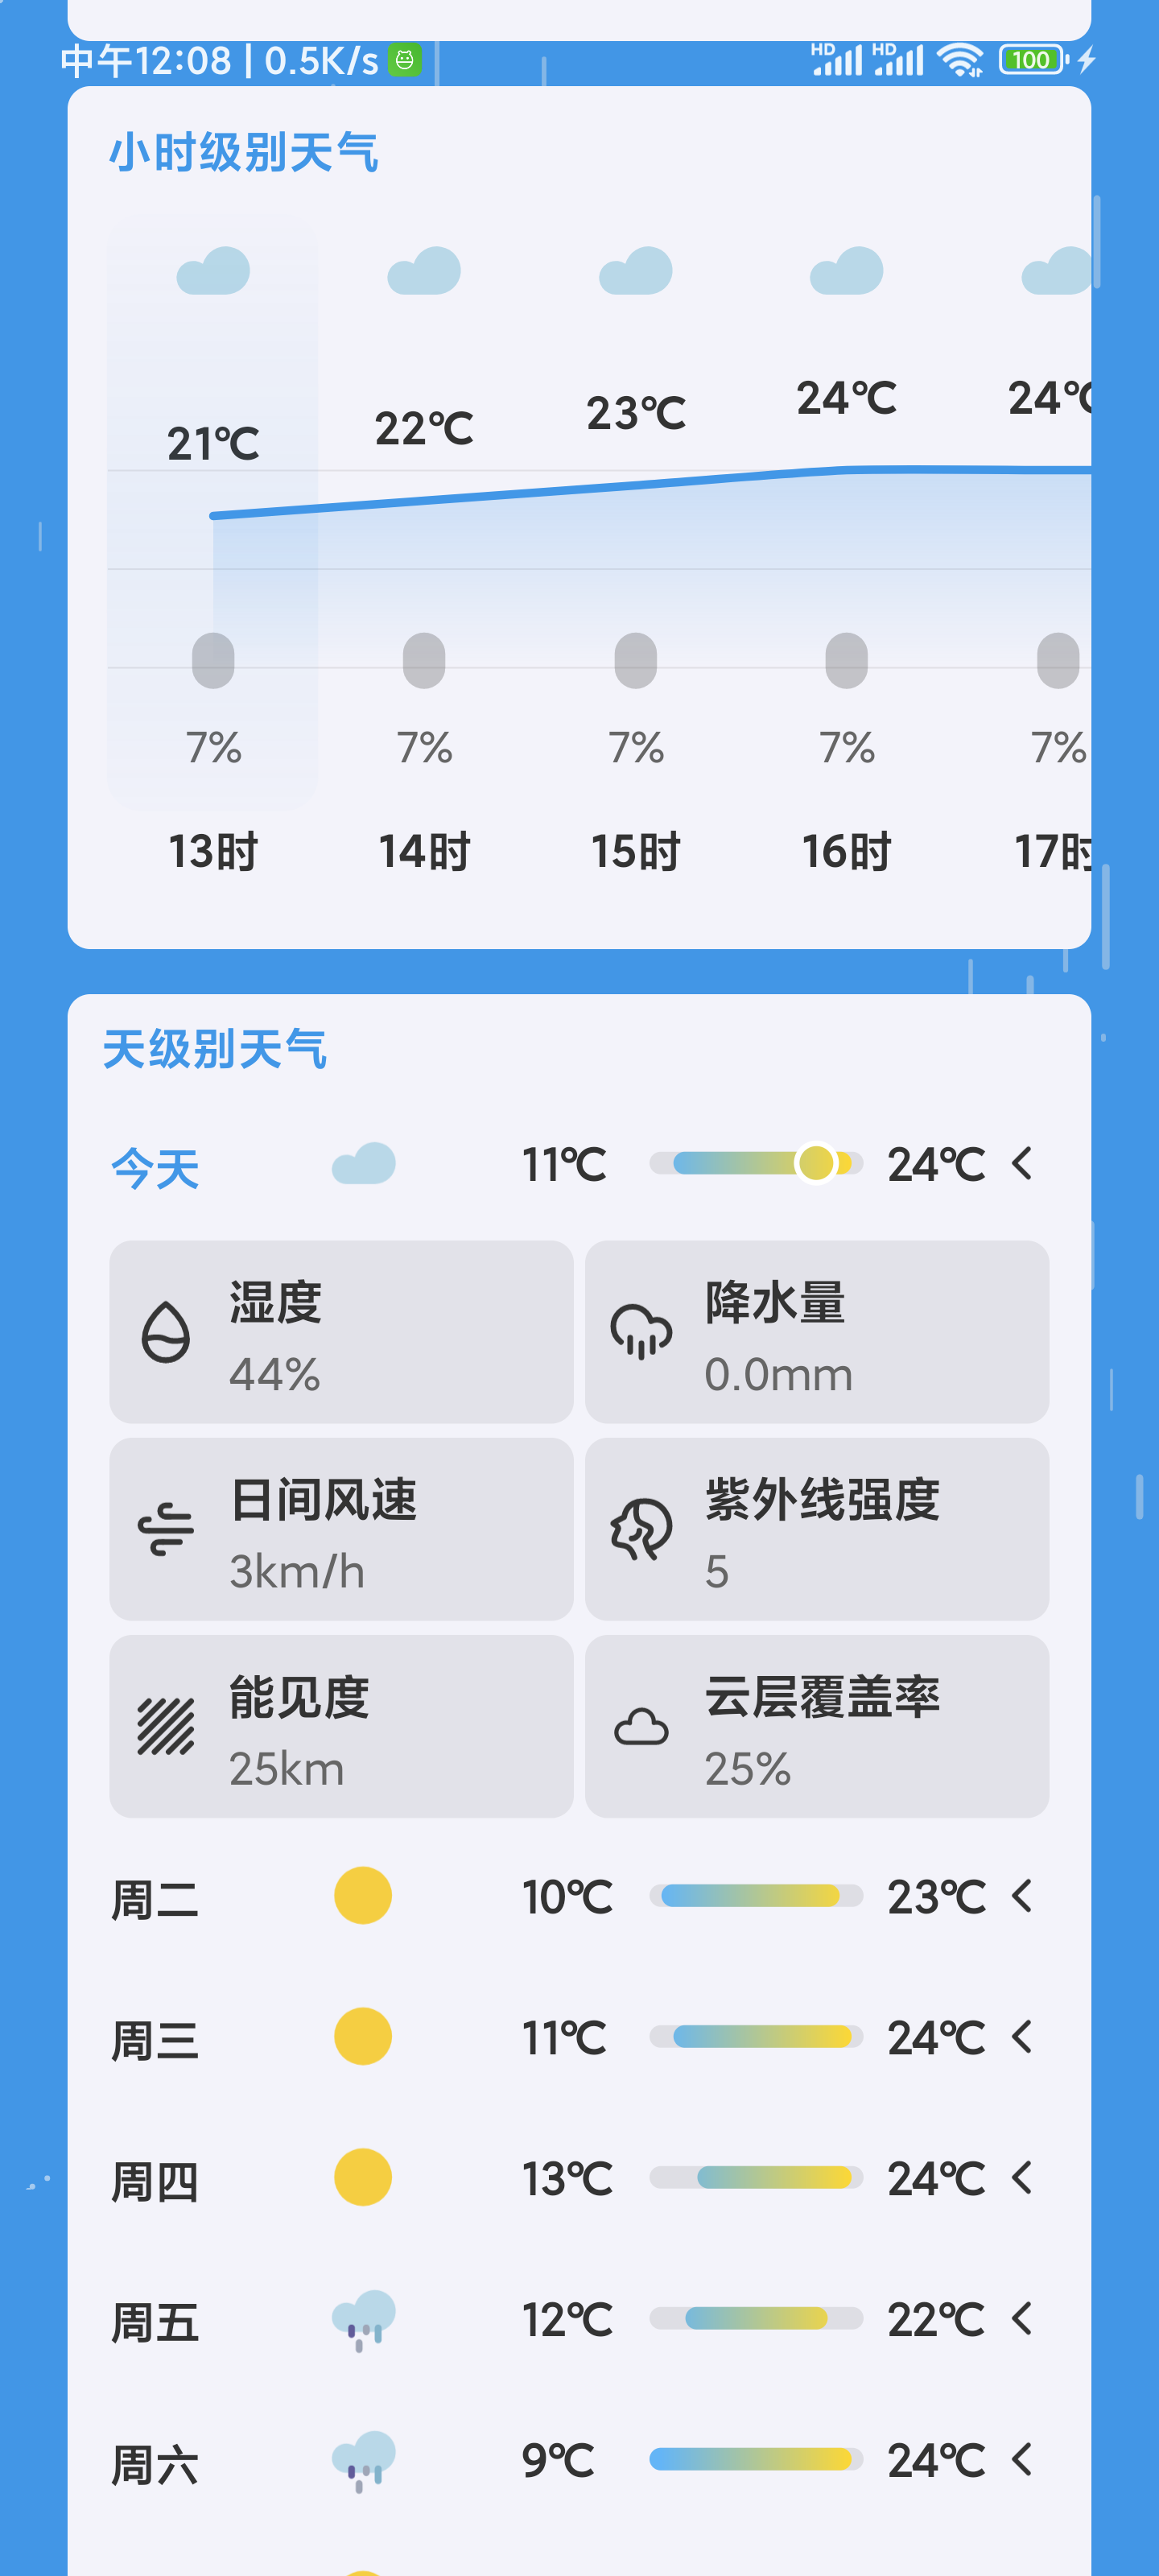 中午12:08 | 0.5K/s HD HD 100
小时级别天气
21℃ 22℃ 23℃ 24℃ 24℃
7% 7% 7% 7% 7%
13时 14时 15时 16时 17时
天级别天气
今天 11℃ 24℃
湿度 降水量
44% 0.0mm
日间风速 紫外线强度
3km/h 5
能见度 云层覆盖率
25km 25%
周二 10℃ 23℃
周三 11℃ 24℃
周四 13℃ 24℃
周五 12℃ 22℃
周六 9℃ 24℃